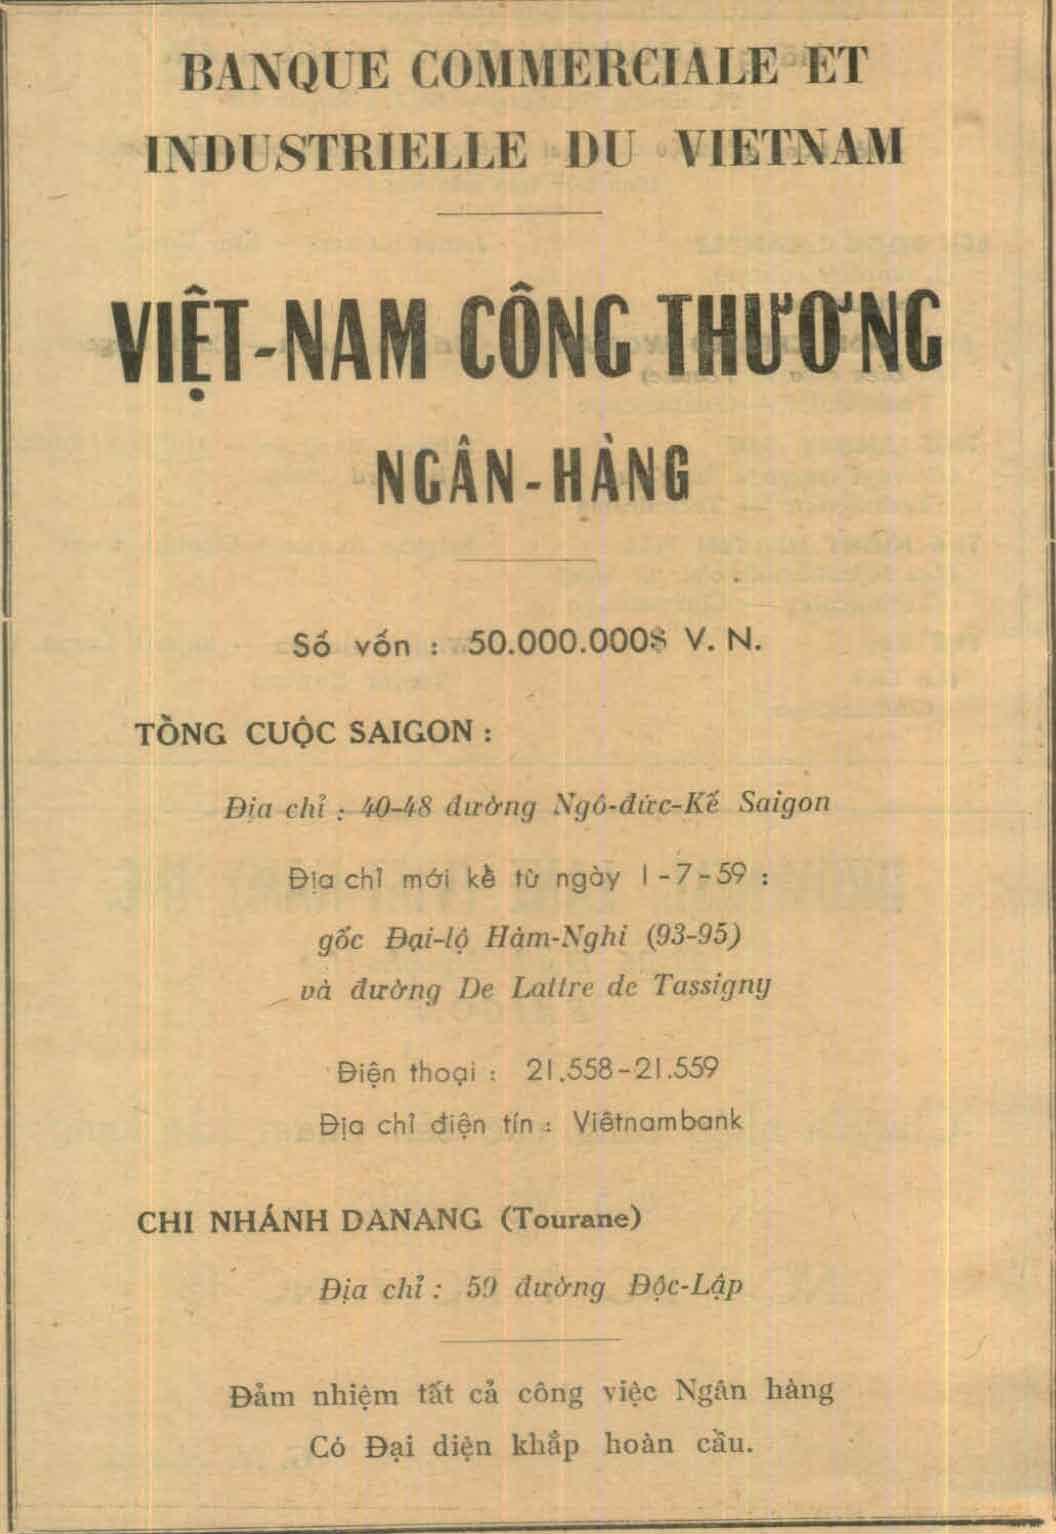 BANQUE COMMERCIALE ET
INDUSTRIELLE DU VIETNAM
VIỆT-NAM CÔNG THƯƠNG
NGÂN-HÀNG
Số vốn : 50.000.000$ V. N.
TỔNG CUỘC SAIGON :
Địa chỉ : 40-48 đường Ngô-đức-Kế Saigon
Địa chỉ mới kể từ ngày 1-7-59 :
gốc Đại-lộ Hàm-Nghi (93-95)
và đường De Lattre de Tassigny
Điện thoại : 21.558-21.559
Địa chỉ điện tín : Viêtnambank
CHI NHÁNH DANANG (Tourane)
Địa chỉ : 59 đường Độc-Lập
Đảm nhiệm tất cả công việc Ngân hàng
Có Đại diện khắp hoàn cầu.